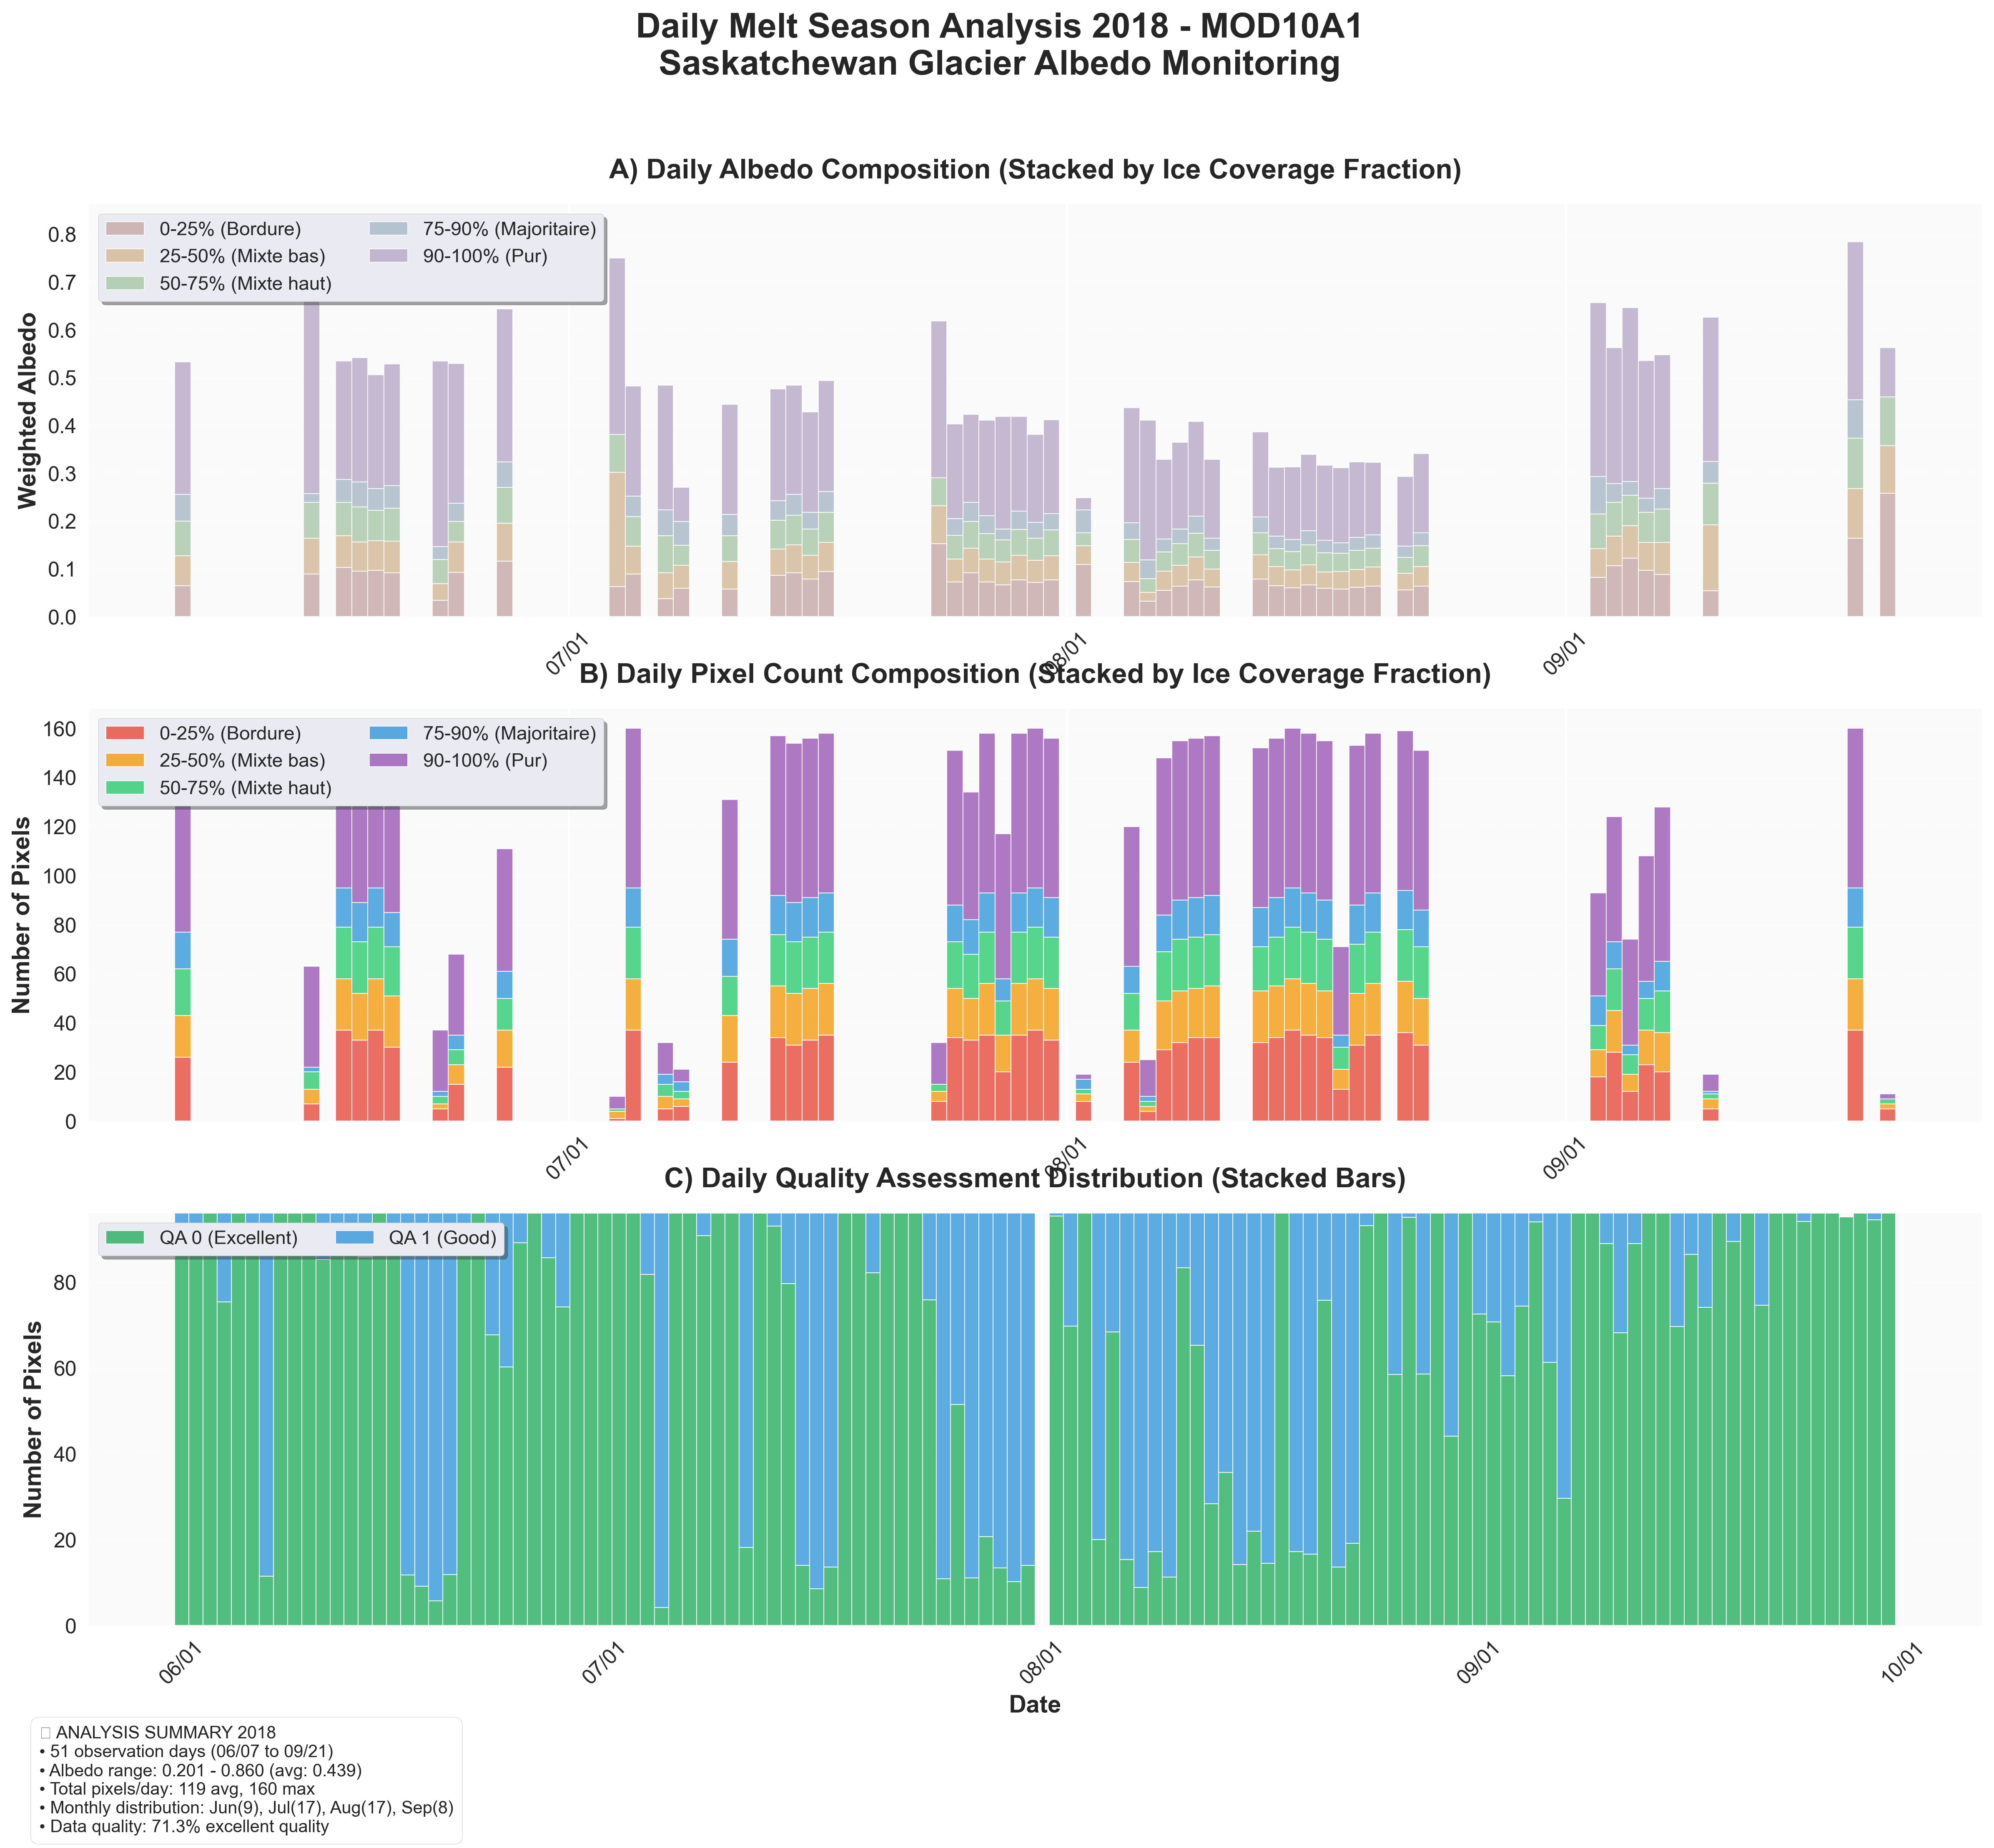 Daily Melt Season Analysis 2018 - MOD10A1
Saskatchewan Glacier Albedo Monitoring
A) Daily Albedo Composition (Stacked by Ice Coverage Fraction)
Weighted Albedo
0.8
0.7
0.6
0.5
0.4
0.3
0.2
0.1
0.0
0-25% (Bordure)
25-50% (Mixte bas)
50-75% (Mixte haut)
75-90% (Majoritaire)
90-100% (Pur)
07/01
08/01
09/01
B) Daily Pixel Count Composition (Stacked by Ice Coverage Fraction)
Number of Pixels
160
140
120
100
80
60
40
20
0
0-25% (Bordure)
25-50% (Mixte bas)
50-75% (Mixte haut)
75-90% (Majoritaire)
90-100% (Pur)
07/01
08/01
09/01
C) Daily Quality Assessment Distribution (Stacked Bars)
Number of Pixels
80
60
40
20
0
QA 0 (Excellent)
QA 1 (Good)
06/01
07/01
08/01
09/01
10/01
Date
ANALYSIS SUMMARY 2018
• 51 observation days (06/07 to 09/21)
• Albedo range: 0.201 - 0.860 (avg: 0.439)
• Total pixels/day: 119 avg, 160 max
• Monthly distribution: Jun(9), Jul(17), Aug(17), Sep(8)
• Data quality: 71.3% excellent quality